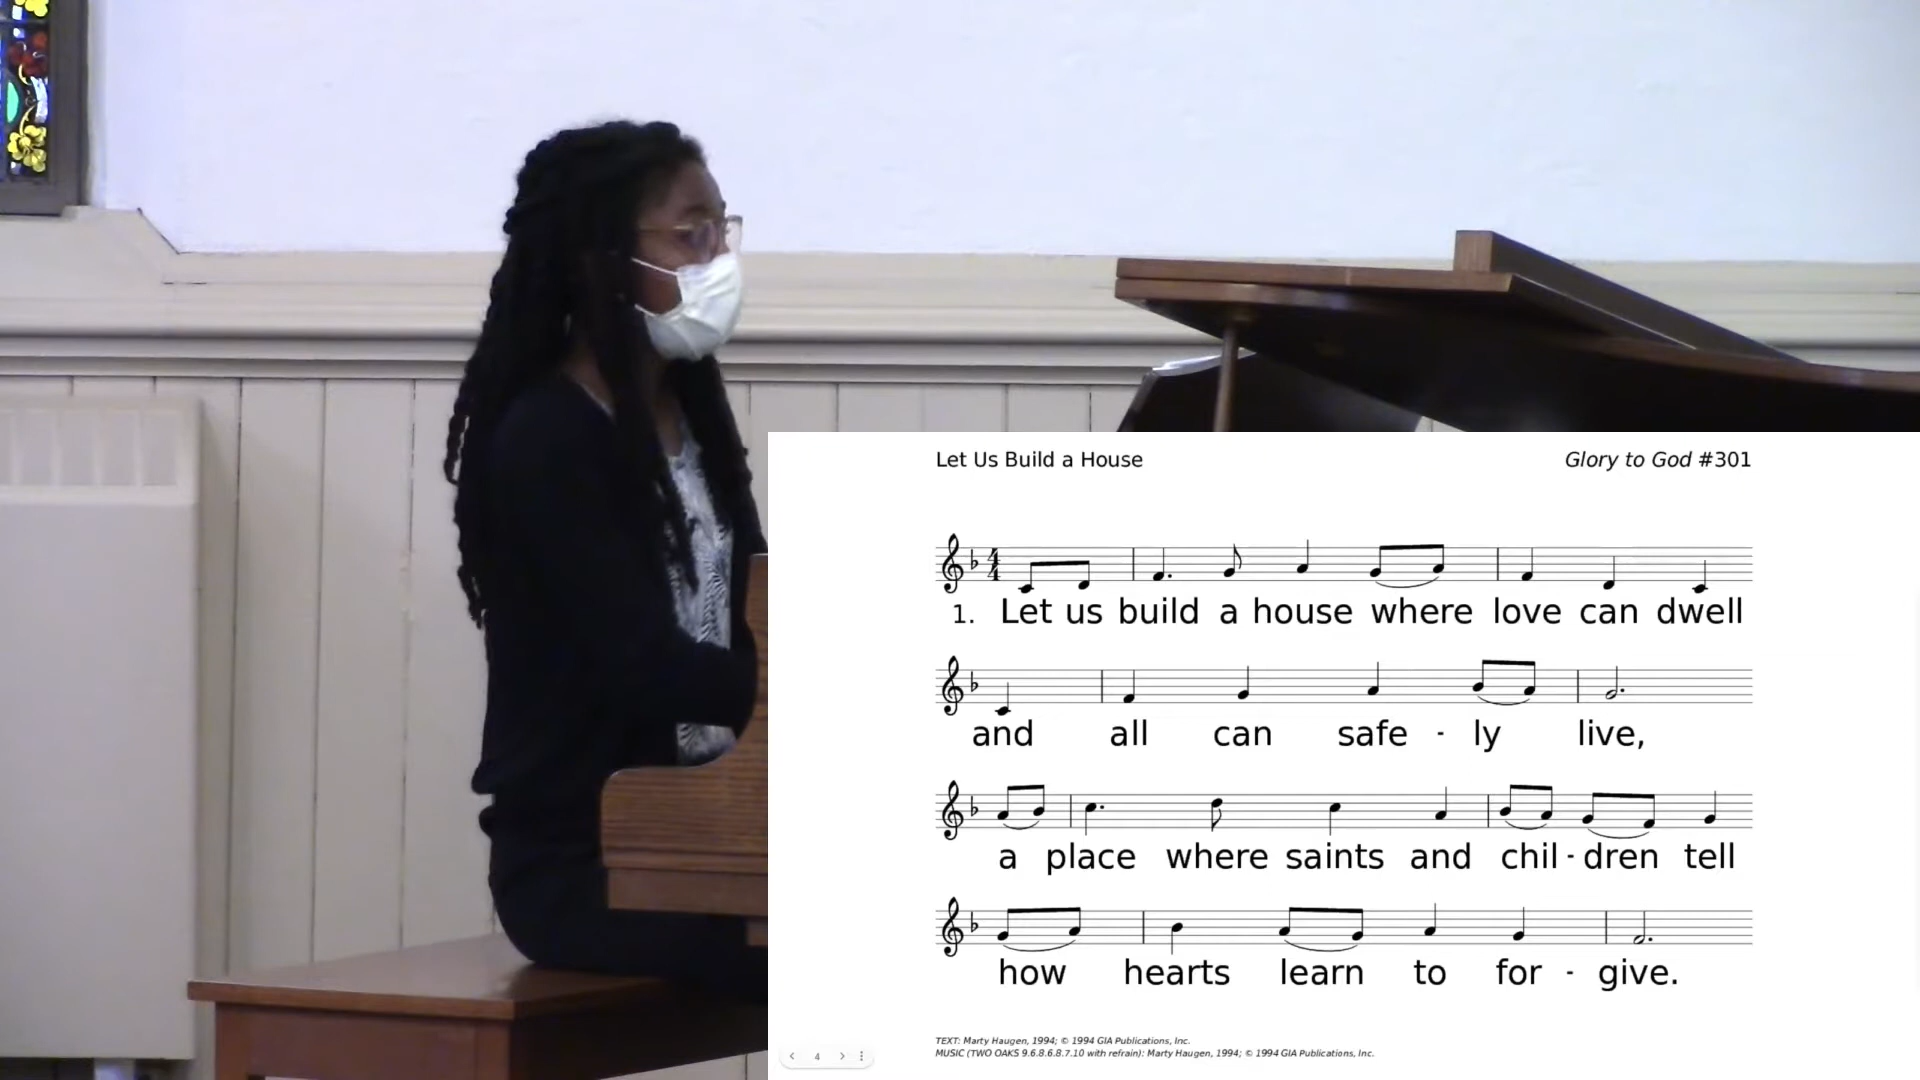 Let Us Build a House
Glory to God #301
1. Let us build a house where love can dwell
and all can safe - ly live,
a place where saints and chil - dren tell
how hearts learn to for - give.
TEXT: Marty Haugen, 1994; © 1994 GIA Publications, Inc.
MUSIC (TWO OAKS 9.6.8.6.8.7.10 with refrain): Marty Haugen, 1994; © 1994 GIA Publications, Inc.
4